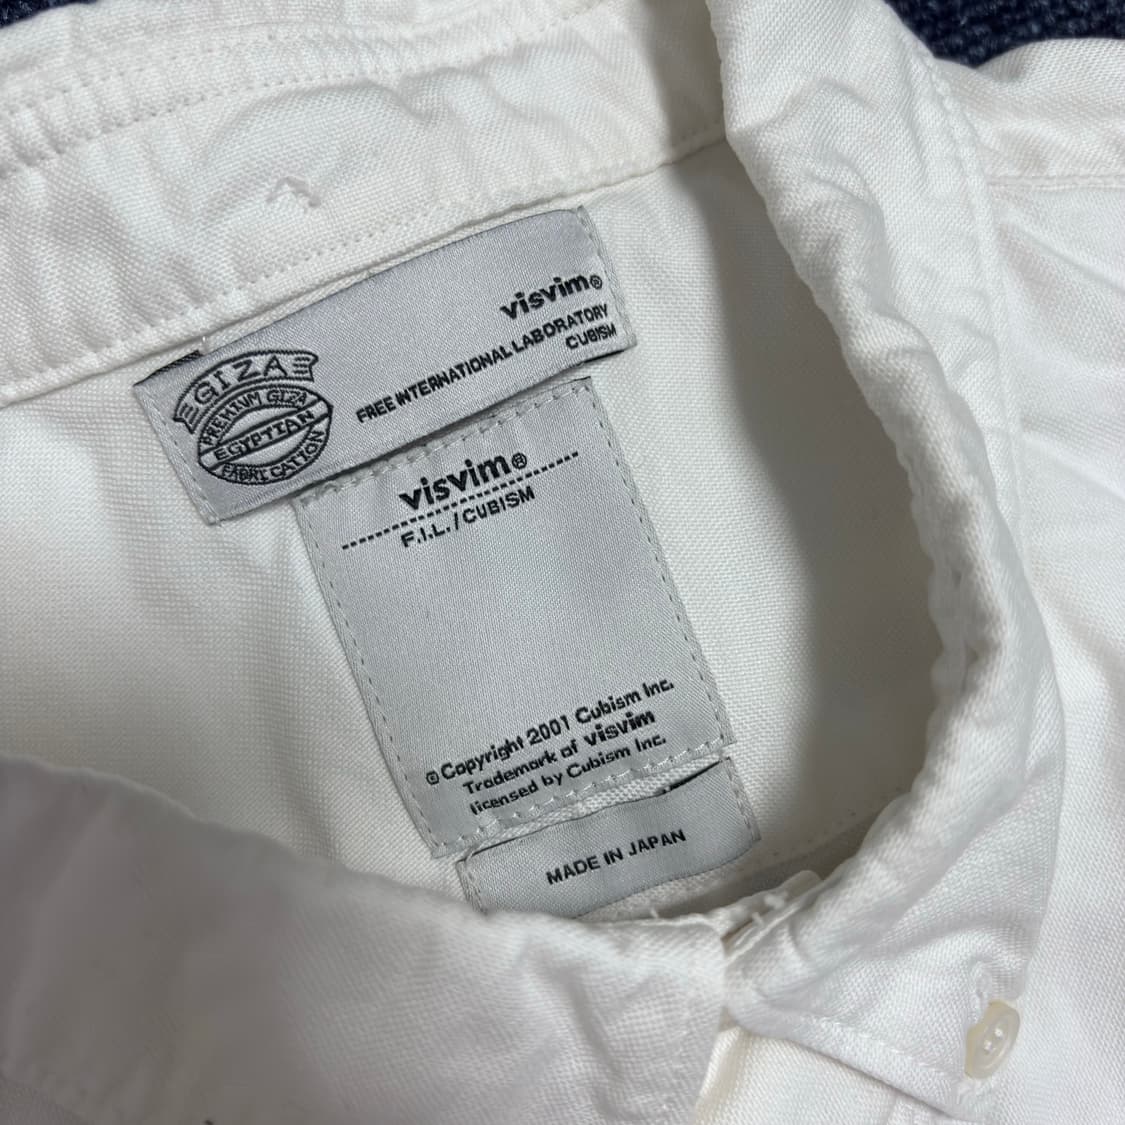 visvim®
FREE INTERNATIONAL LABORATORY
CUBISM
GIZA
PREMIUM GIZA
EGYPTIAN
FABRICATION
visvim®
F.I.L./CUBISM
©Copyright 2001 Cubism Inc.
Trademark of visvim
licensed by Cubism Inc.
MADE IN JAPAN